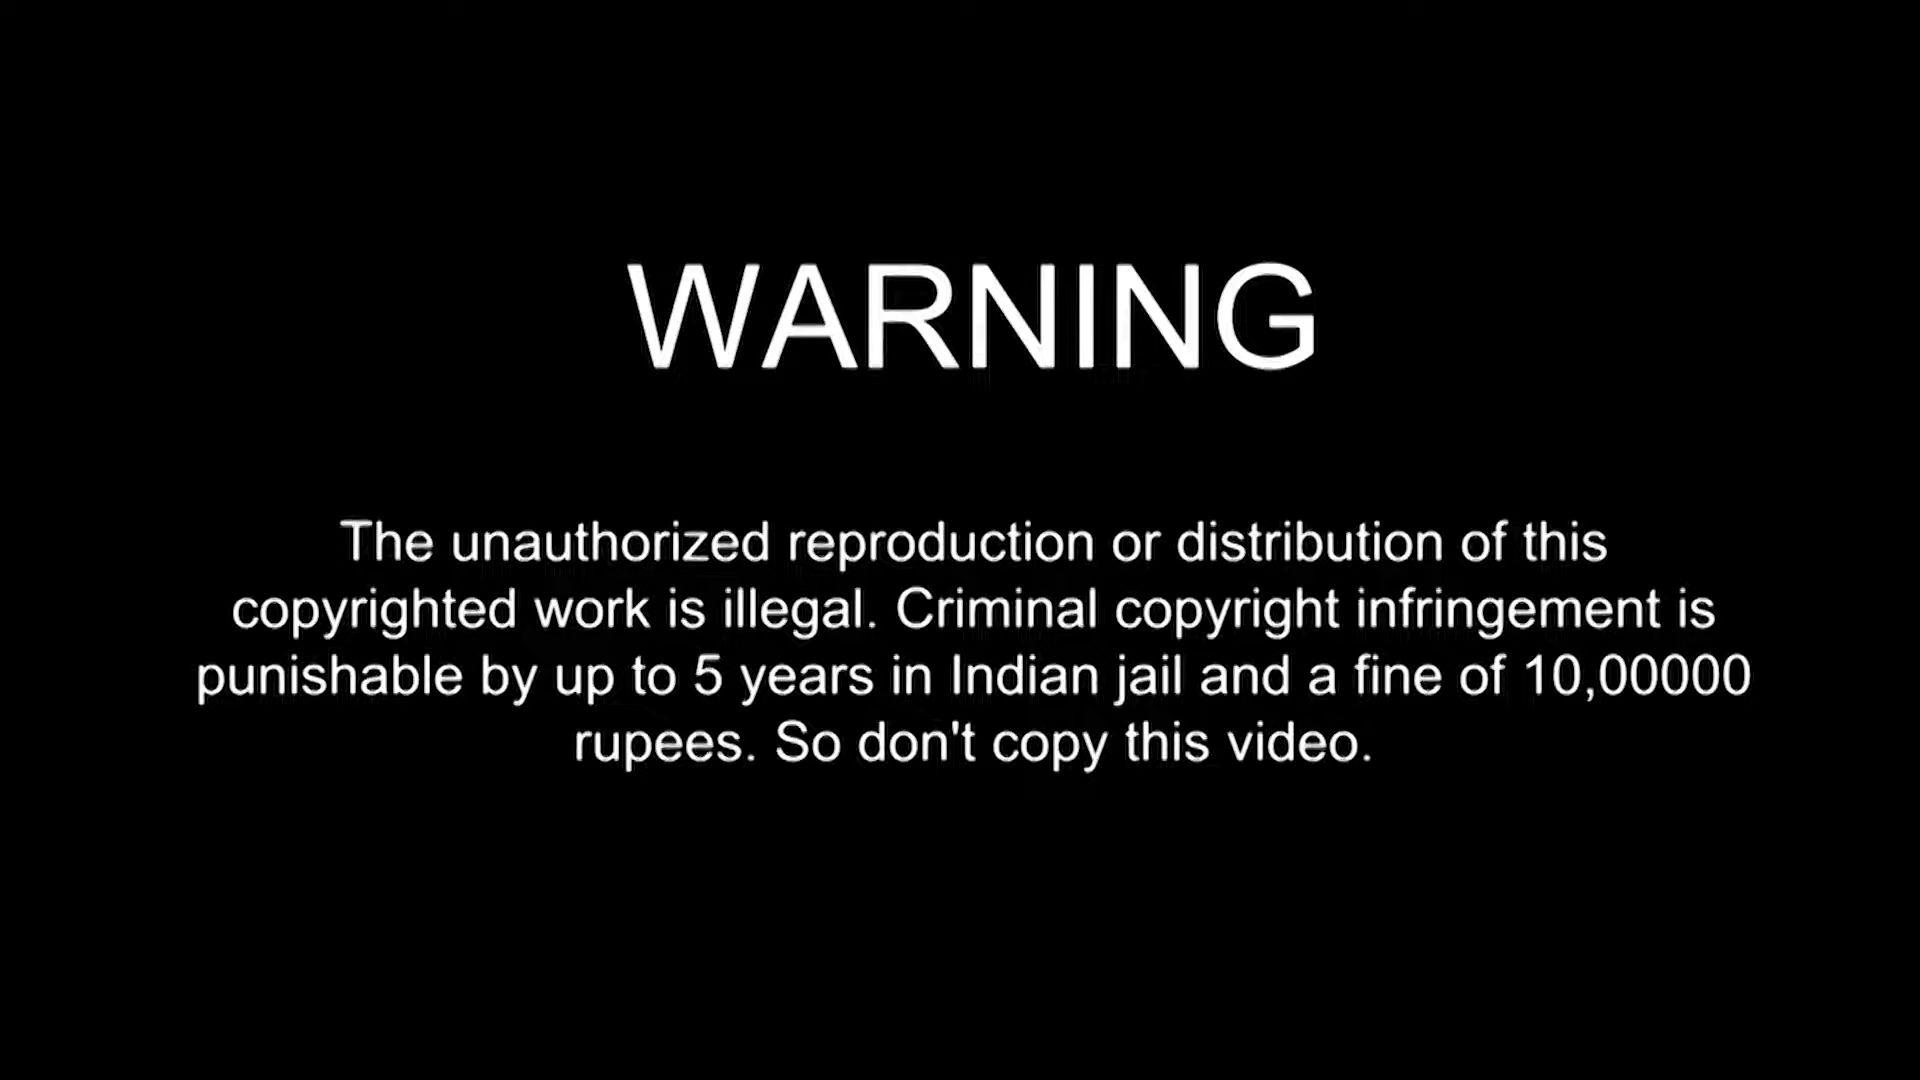 WARNING
The unauthorized reproduction or distribution of this
copyrighted work is illegal. Criminal copyright infringement is
punishable by up to 5 years in Indian jail and a fine of 10,00000
rupees. So don't copy this video.